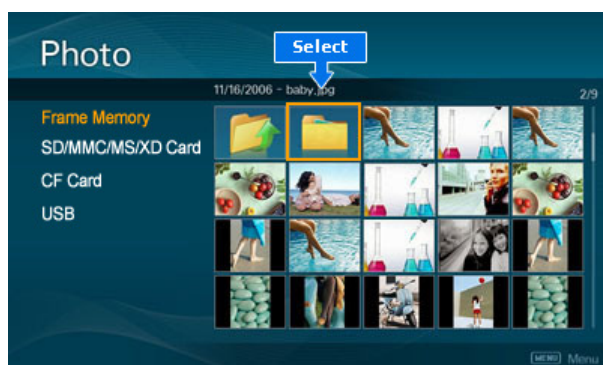 Photo
Select
11/16/2006 - baby.jpg
2/9
Frame Memory
SD/MMC/MS/XD Card
CF Card
USB
MENU Menu